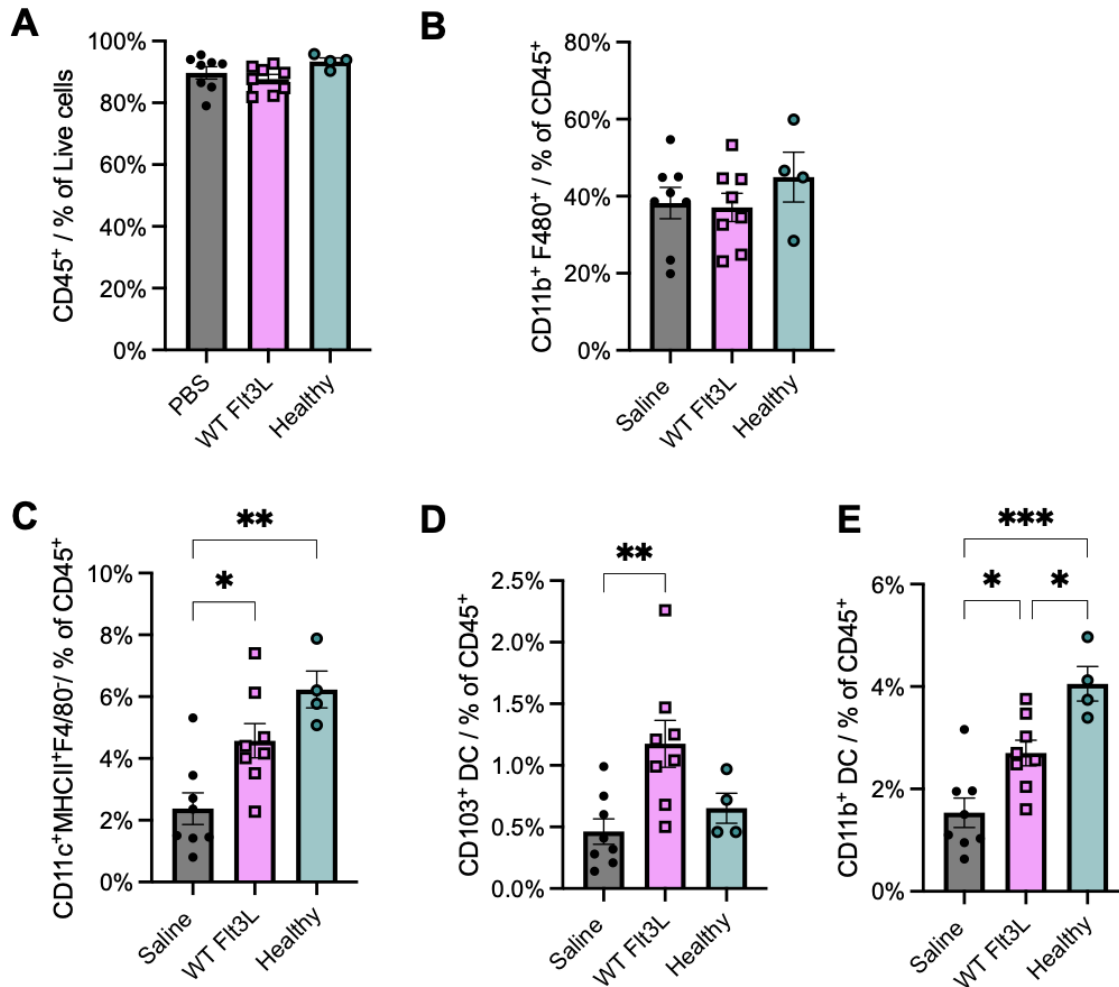 A
CD45+ / % of Live cells
100%
80%
60%
40%
20%
0%
PBS
WT Flt3L
Healthy
B
CD11b+ F480+ / % of CD45+
80%
60%
40%
20%
0%
Saline
WT Flt3L
Healthy
C
CD11c+MHCII+F4/80-/ % of CD45+
10%
8%
6%
4%
2%
0%
**
*
Saline
WT Flt3L
Healthy
D
CD103+ DC / % of CD45+
2.5%
2.0%
1.5%
1.0%
0.5%
0.0%
**
Saline
WT Flt3L
Healthy
E
CD11b+ DC / % of CD45+
6%
4%
2%
0%
***
* *
Saline
WT Flt3L
Healthy